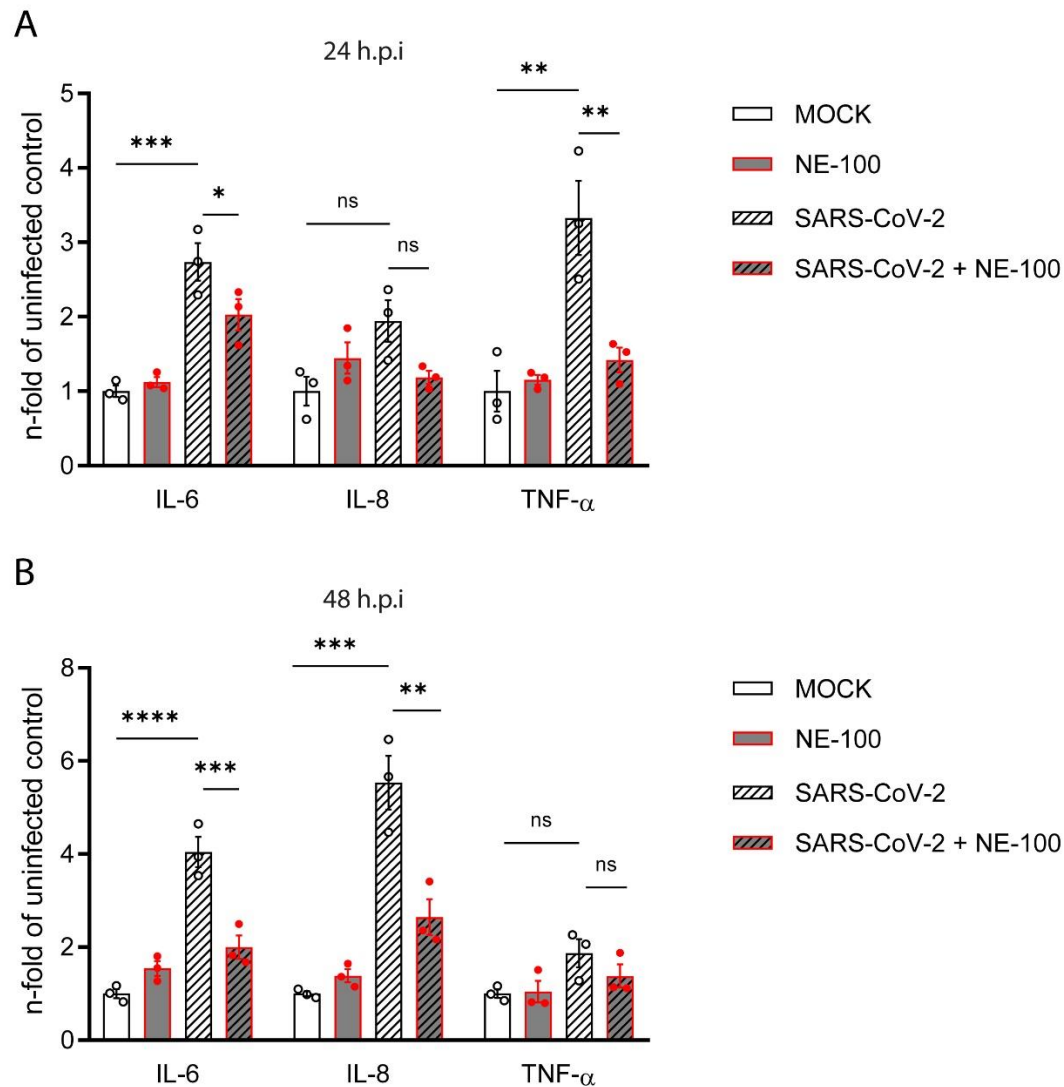 A
24 h.p.i
n-fold of uninfected control
5
4
3
2
1
0
***
*
ns
ns
**
**
IL-6
IL-8
TNF-α
MOCK
NE-100
SARS-CoV-2
SARS-CoV-2 + NE-100
B
48 h.p.i
n-fold of uninfected control
8
6
4
2
0
****
***
***
**
ns
ns
IL-6
IL-8
TNF-α
MOCK
NE-100
SARS-CoV-2
SARS-CoV-2 + NE-100